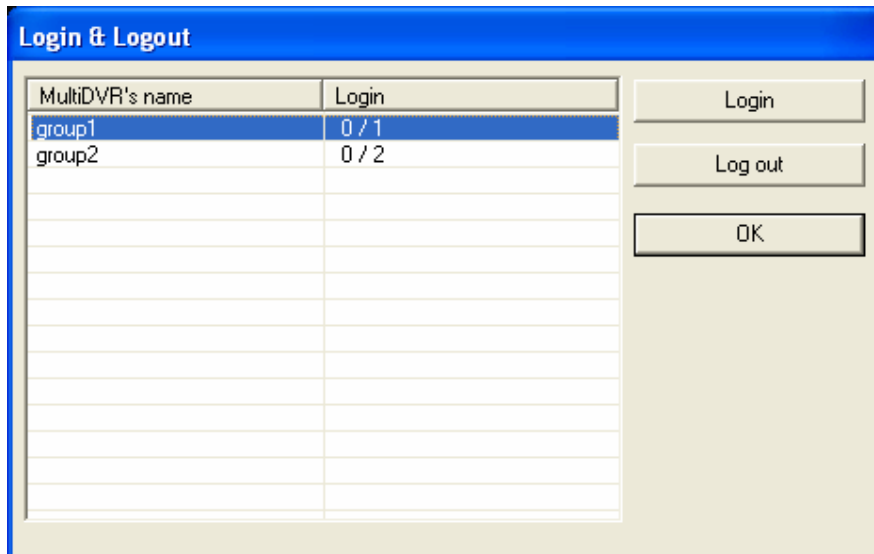 Login & Logout
MultiDVR's name Login
group1 0 / 1
group2 0 / 2
Login
Log out
OK